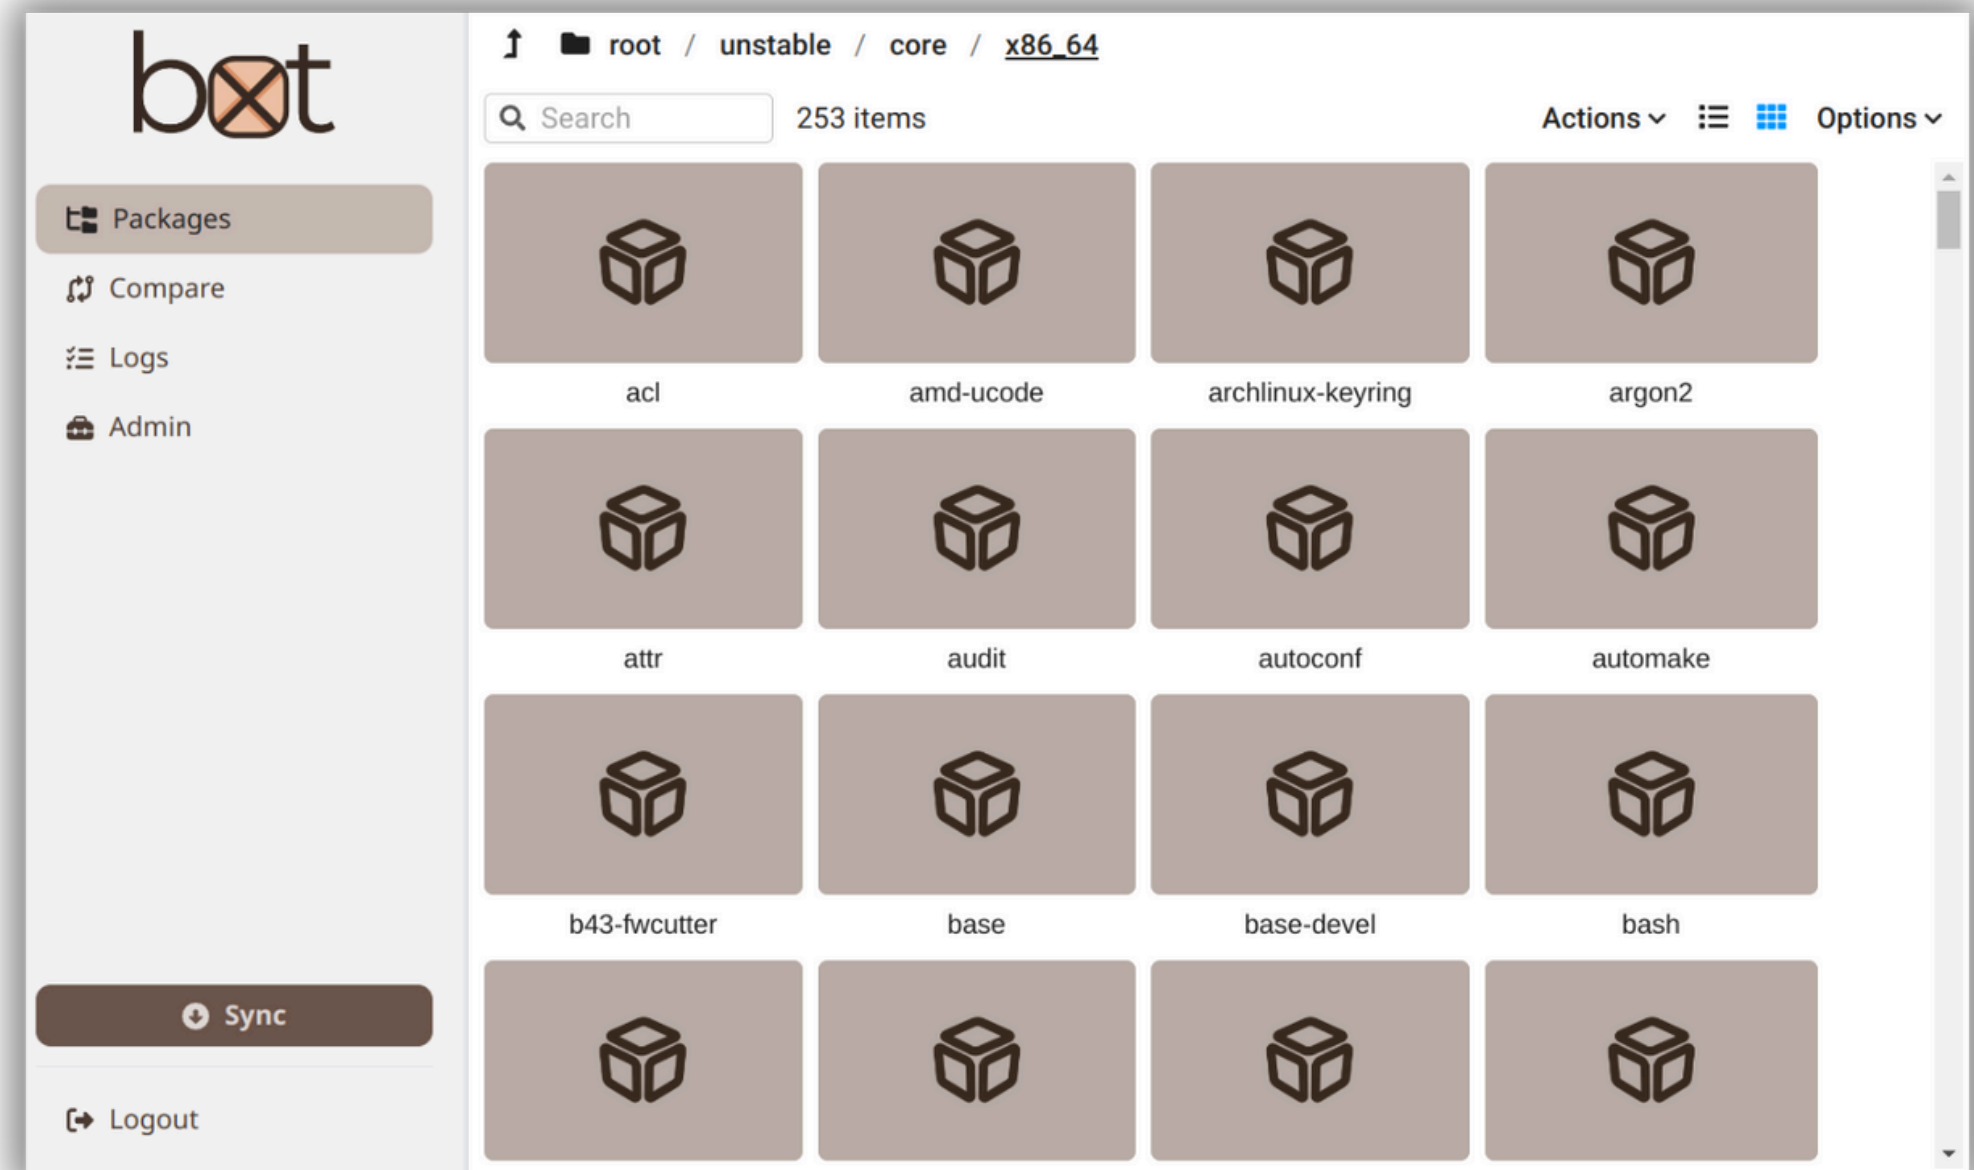 bxt
Packages
Compare
Logs
Admin
Sync
Logout
root / unstable / core / x86_64
Search
253 items
Actions
Options
acl
amd-ucode
archlinux-keyring
argon2
attr
audit
autoconf
automake
b43-fwcutter
base
base-devel
bash